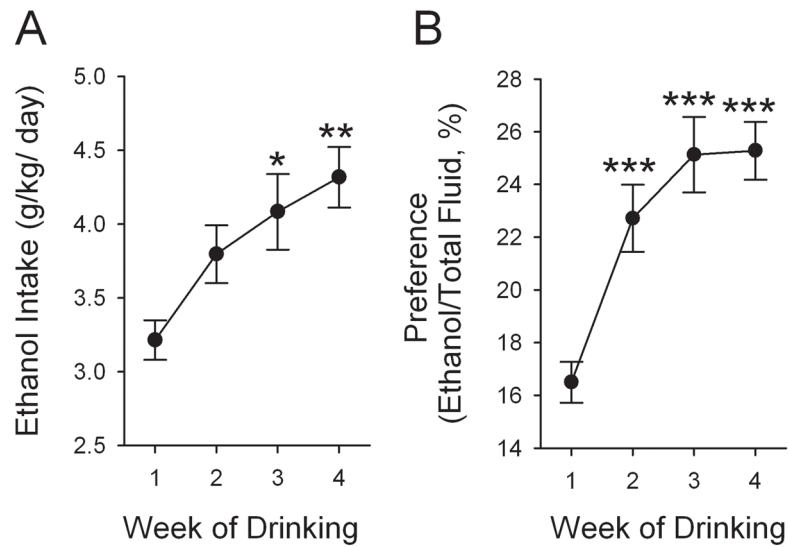 A
Ethanol Intake (g/kg/ day)
5.0
4.5
4.0
3.5
3.0
2.5
*
**
1 2 3 4
Week of Drinking
B
Preference
(Ethanol/Total Fluid, %)
28
26
24
22
20
18
16
14
***
***
***
1 2 3 4
Week of Drinking